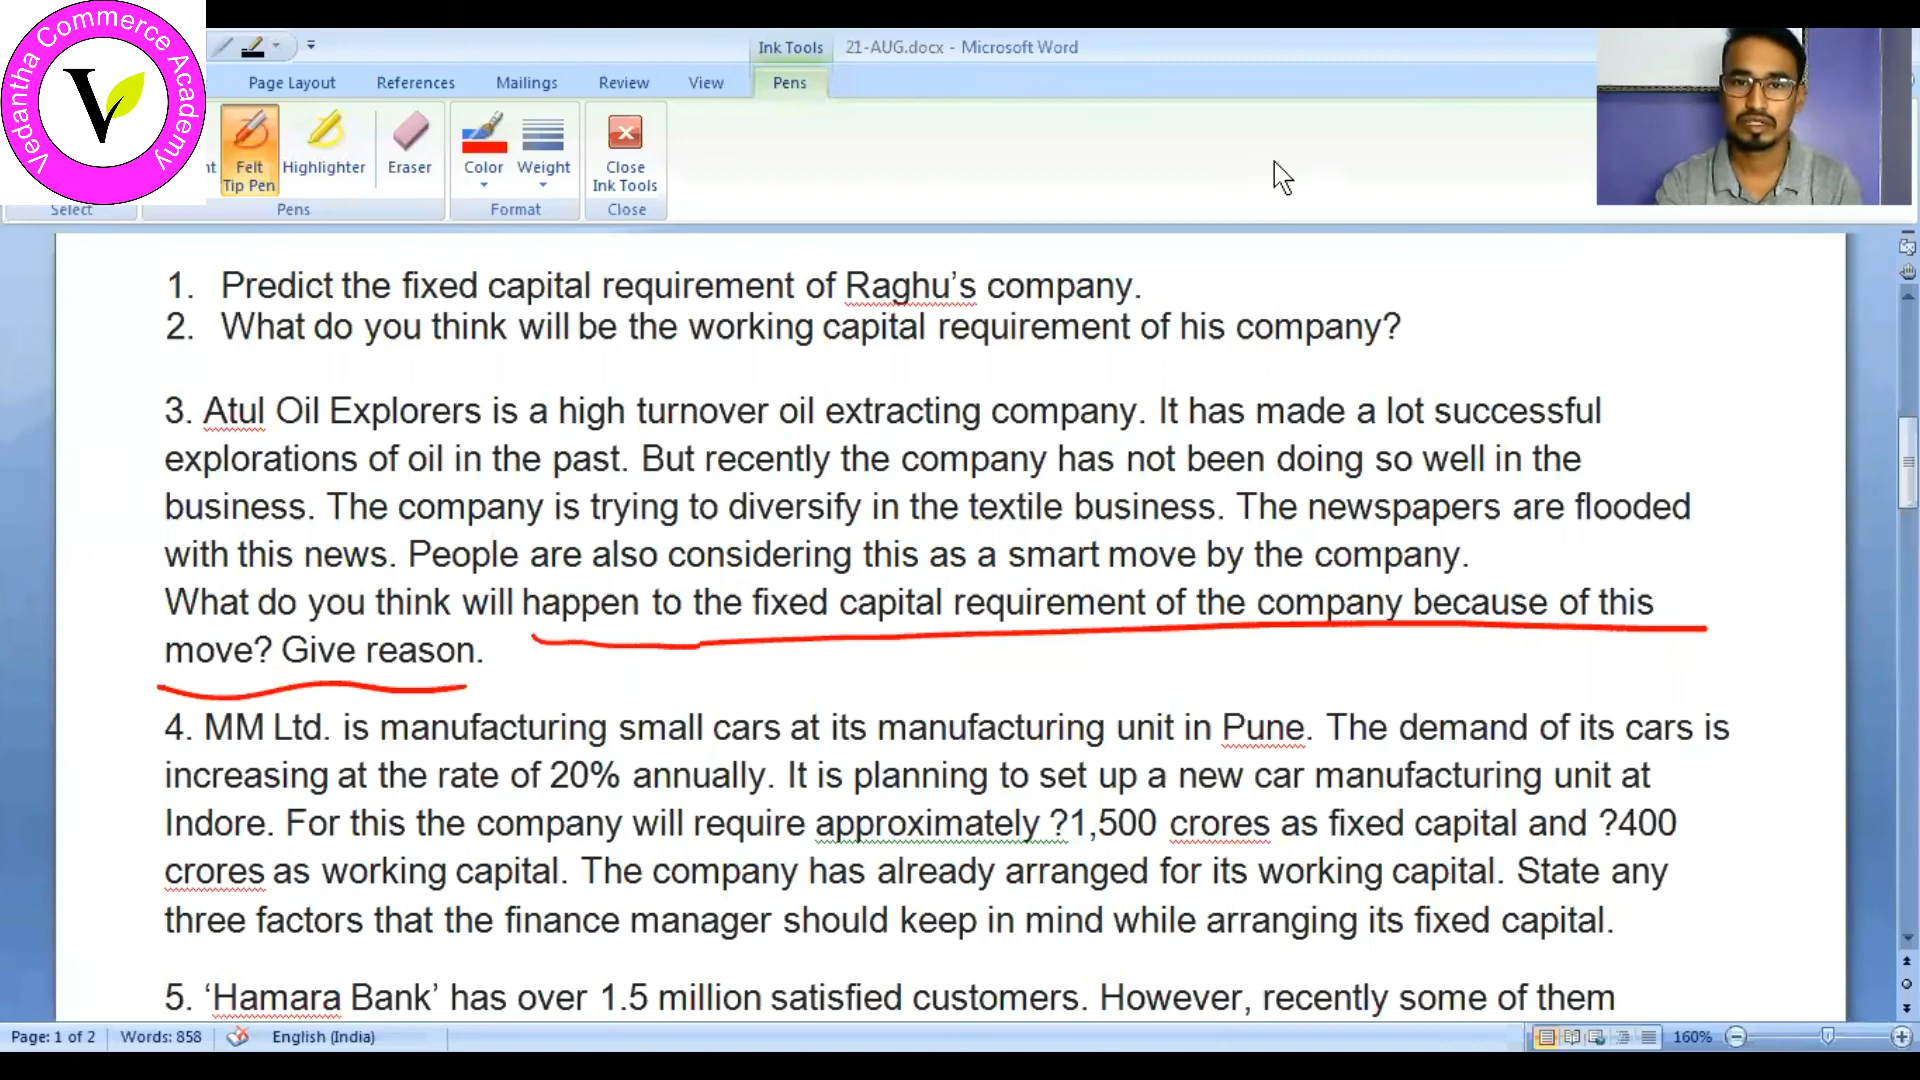 Vedantha Commerce Academy
V
Ink Tools 21-AUG.docx - Microsoft Word
Page Layout References Mailings Review View Pens
nt Felt Tip Pen Highlighter Eraser Color Weight Close Ink Tools
Select Pens Format Close
1. Predict the fixed capital requirement of Raghu’s company.
2. What do you think will be the working capital requirement of his company?
3. Atul Oil Explorers is a high turnover oil extracting company. It has made a lot successful
explorations of oil in the past. But recently the company has not been doing so well in the
business. The company is trying to diversify in the textile business. The newspapers are flooded
with this news. People are also considering this as a smart move by the company.
What do you think will happen to the fixed capital requirement of the company because of this
move? Give reason.
4. MM Ltd. is manufacturing small cars at its manufacturing unit in Pune. The demand of its cars is
increasing at the rate of 20% annually. It is planning to set up a new car manufacturing unit at
Indore. For this the company will require approximately ?1,500 crores as fixed capital and ?400
crores as working capital. The company has already arranged for its working capital. State any
three factors that the finance manager should keep in mind while arranging its fixed capital.
5. ‘Hamara Bank’ has over 1.5 million satisfied customers. However, recently some of them
Page: 1 of 2 Words: 858 English (India) 160%